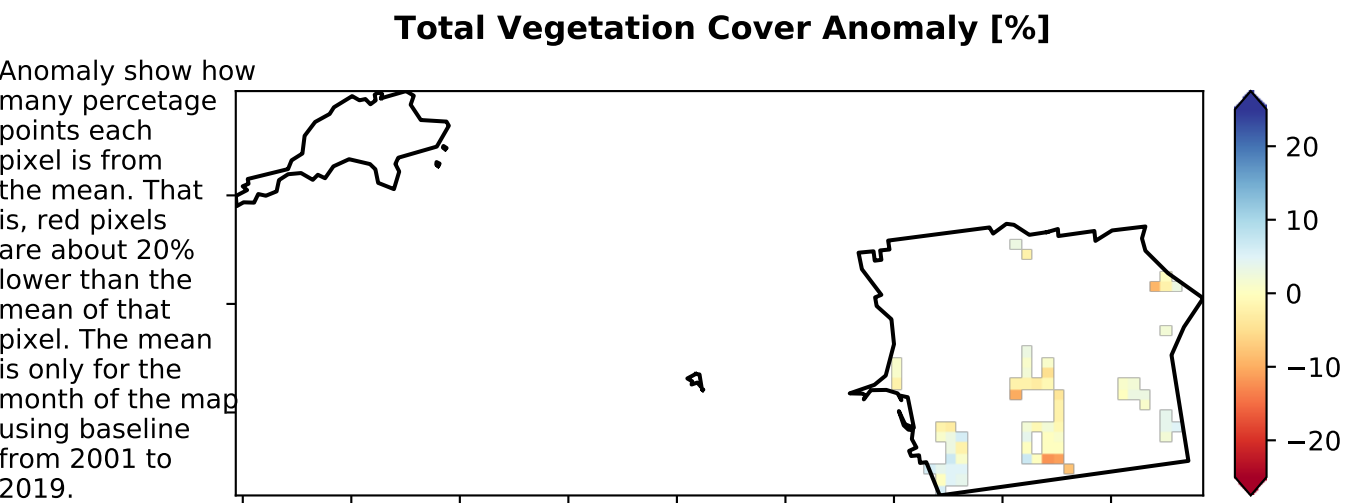 Total Vegetation Cover Anomaly [%]
Anomaly show how
many percetage
points each
pixel is from
the mean. That
is, red pixels
are about 20%
lower than the
mean of that
pixel. The mean
is only for the
month of the map
using baseline
from 2001 to
2019.
20
10
0
−10
−20